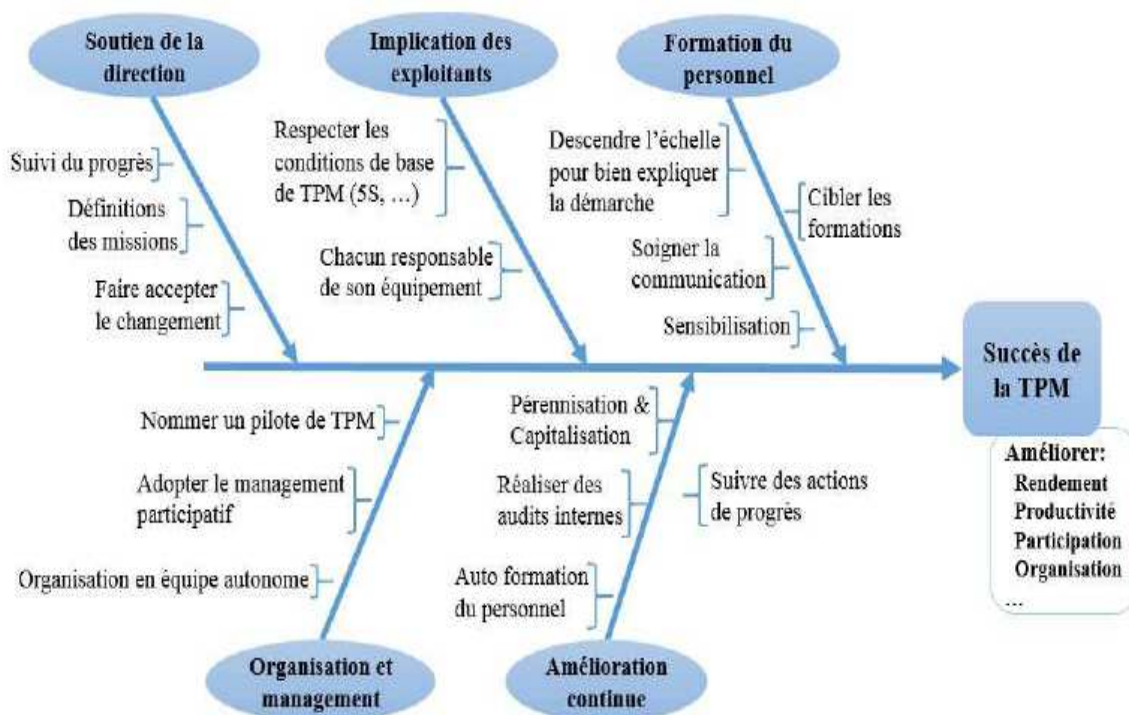 Soutien de la
direction
Implication des
exploitants
Formation du
personnel
Suivi du progrès
Définitions
des missions
Faire accepter
le changement
Respecter les
conditions de base
de TPM (5S, …)
Chacun responsable
de son équipement
Descendre l’échelle
pour bien expliquer
la démarche
Cibler les
formations
Soigner la
communication
Sensibilisation
Succès de
la TPM
Améliorer:
Rendement
Productivité
Participation
Organisation
…
Nommer un pilote de TPM
Adopter le management
participatif
Organisation en équipe autonome
Pérennisation &
Capitalisation
Réaliser des
audits internes
Suivre des actions
de progrès
Auto formation
du personnel
Organisation et
management
Amélioration
continue